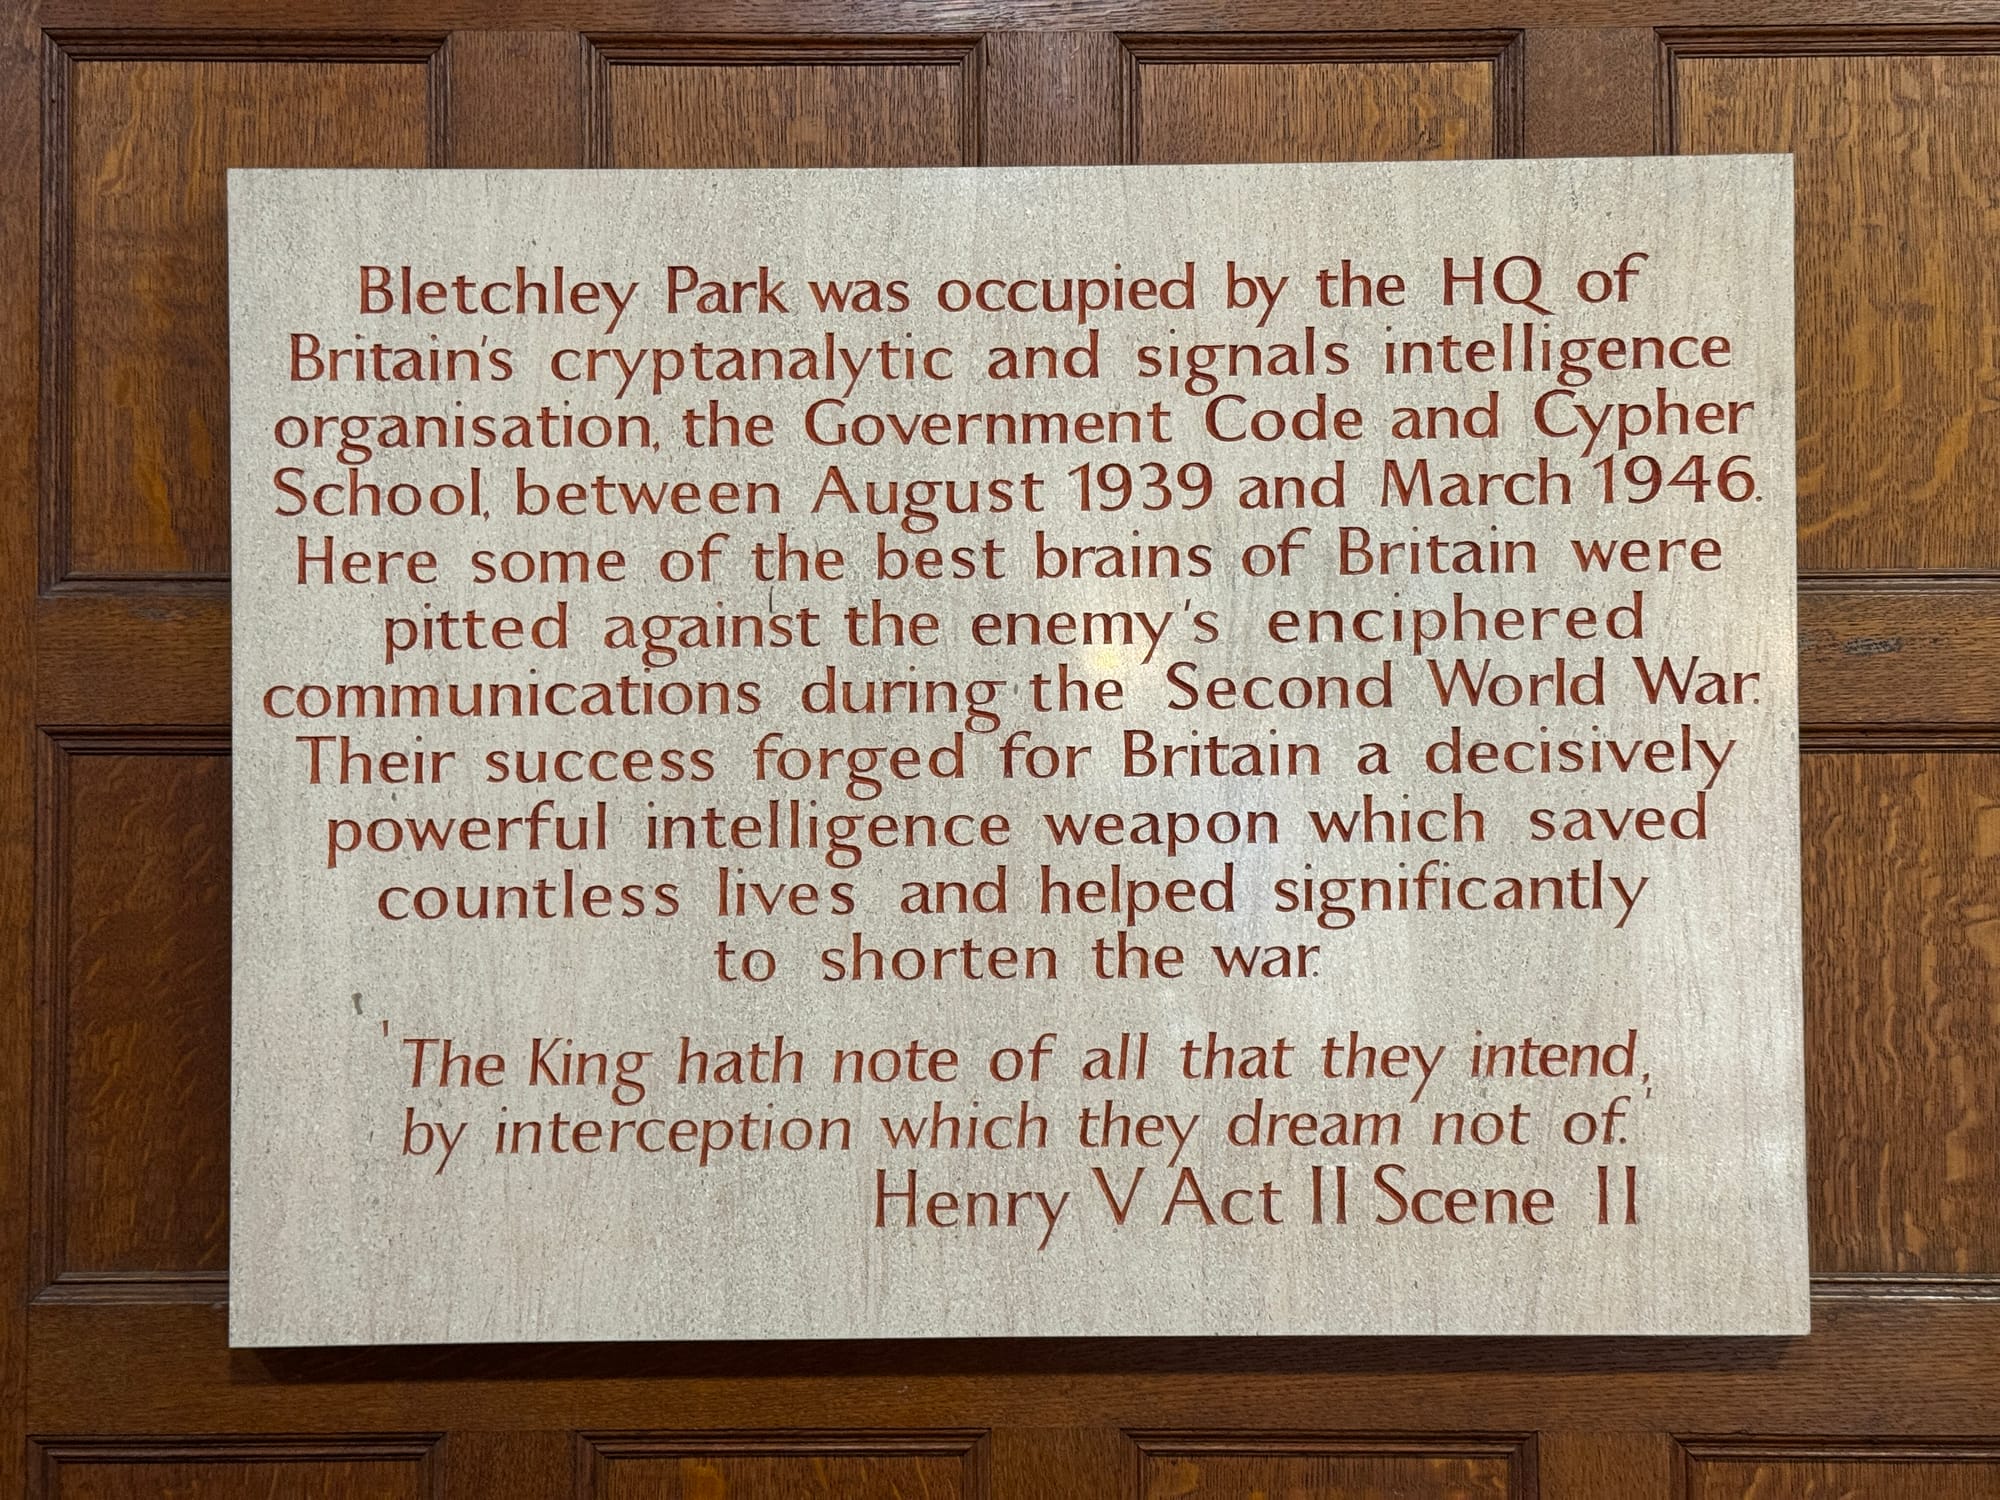 Bletchley Park was occupied by the HQ of
Britain's cryptanalytic and signals intelligence
organisation, the Government Code and Cypher
School, between August 1939 and March 1946.
Here some of the best brains of Britain were
pitted against the enemy's enciphered
communications during the Second World War.
Their success forged for Britain a decisively
powerful intelligence weapon which saved
countless lives and helped significantly
to shorten the war.
'The King hath note of all that they intend,
by interception which they dream not of.'
Henry V Act II Scene II